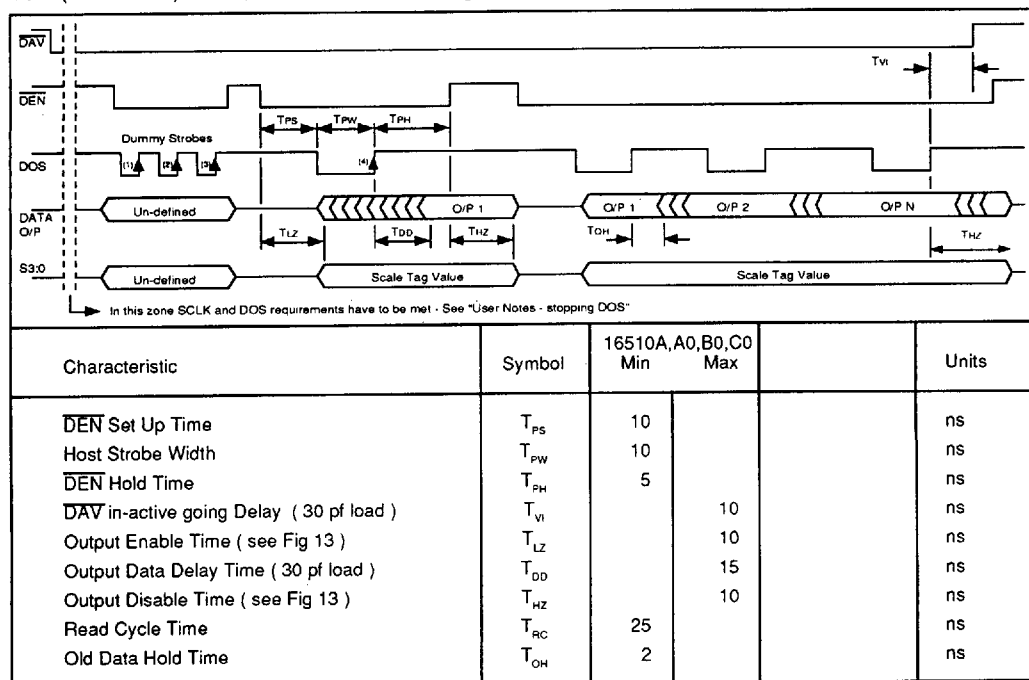 DAV
TVI
DEN
TPS TPW TPH
Dummy Strobes
DOS (1) (2) (3) (4)
DATA O/P Un-defined O/P 1 O/P 1 O/P 2 O/P N
TLZ TDD THZ TOH THZ
S3:0 Un-defined Scale Tag Value Scale Tag Value
In this zone SCLK and DOS requirements have to be met - See "User Notes - stopping DOS"
Characteristic Symbol 16510A,A0,B0,C0 Min Max Units
DEN Set Up Time TPS 10 ns
Host Strobe Width TPW 10 ns
DEN Hold Time TPH 5 ns
DAV in-active going Delay ( 30 pf load ) TVI 10 ns
Output Enable Time ( see Fig 13 ) TLZ 10 ns
Output Data Delay Time ( 30 pf load ) TDD 15 ns
Output Disable Time ( see Fig 13 ) THZ 10 ns
Read Cycle Time TRC 25 ns
Old Data Hold Time TOH 2 ns